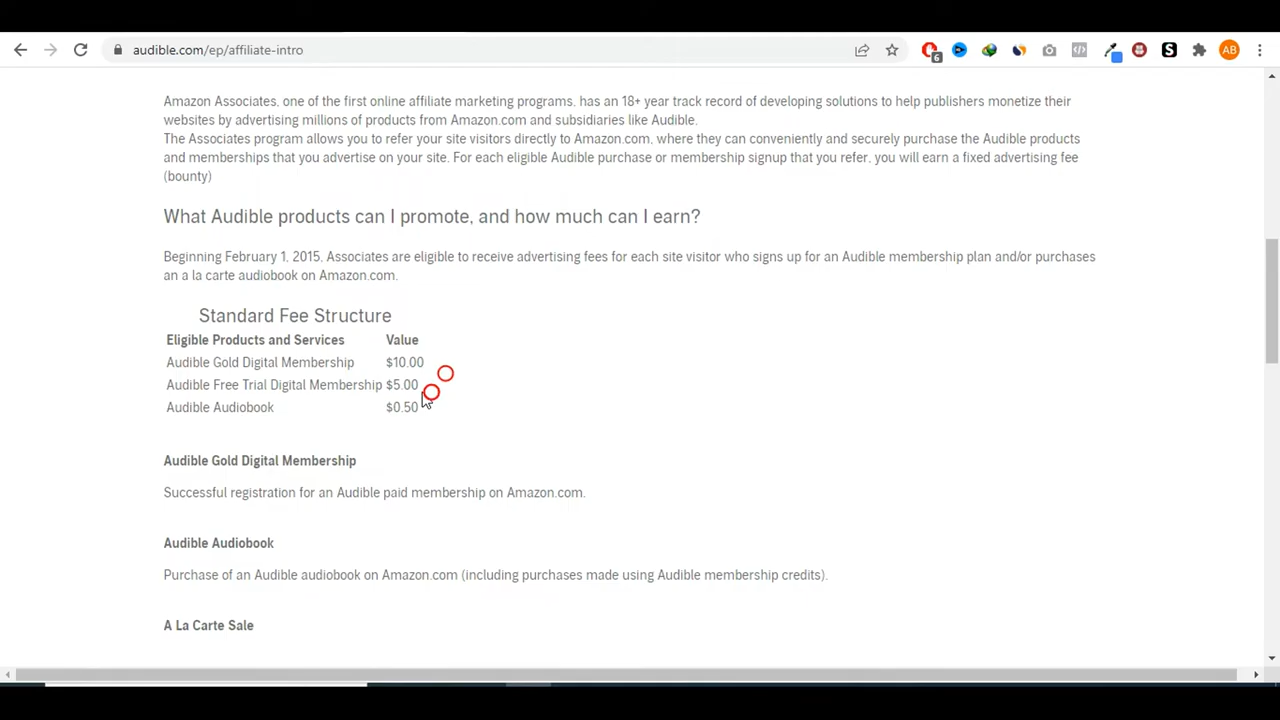 audible.com/ep/affiliate-intro
6
AB
S
Amazon Associates, one of the first online affiliate marketing programs, has an 18+ year track record of developing solutions to help publishers monetize their
websites by advertising millions of products from Amazon.com and subsidiaries like Audible.
The Associates program allows you to refer your site visitors directly to Amazon.com, where they can conveniently and securely purchase the Audible products
and memberships that you advertise on your site. For each eligible Audible purchase or membership signup that you refer, you will earn a fixed advertising fee
(bounty)
What Audible products can I promote, and how much can I earn?
Beginning February 1, 2015, Associates are eligible to receive advertising fees for each site visitor who signs up for an Audible membership plan and/or purchases
an a la carte audiobook on Amazon.com.
Standard Fee Structure
Eligible Products and Services Value
Audible Gold Digital Membership $10.00
Audible Free Trial Digital Membership $5.00
Audible Audiobook $0.50
Audible Gold Digital Membership
Successful registration for an Audible paid membership on Amazon.com.
Audible Audiobook
Purchase of an Audible audiobook on Amazon.com (including purchases made using Audible membership credits).
A La Carte Sale